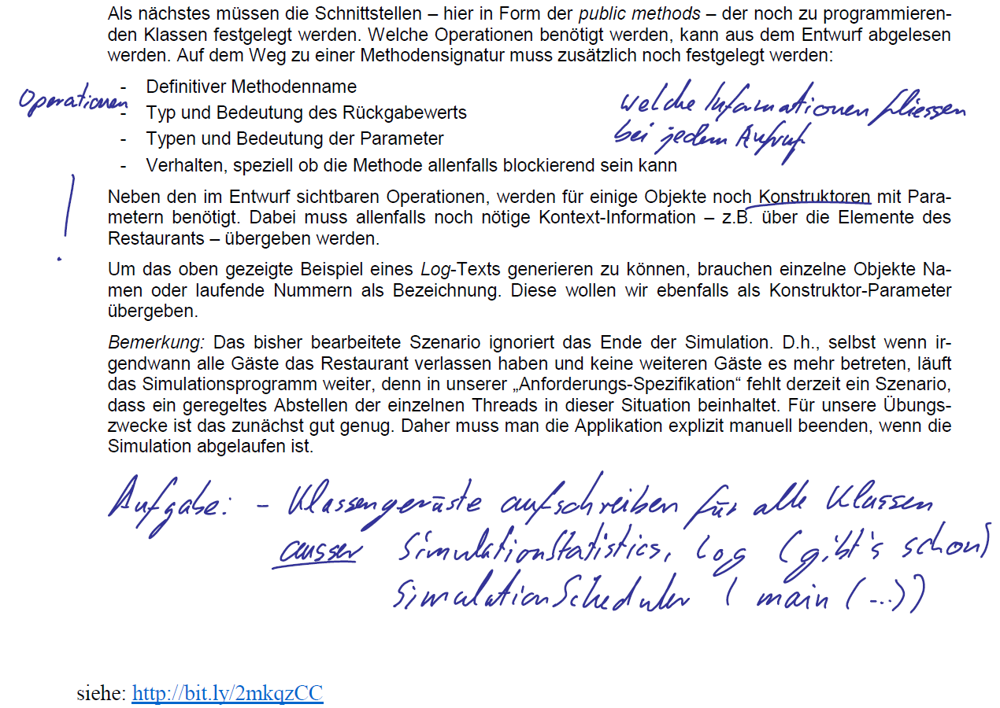 Als nächstes müssen die Schnittstellen – hier in Form der public methods – der noch zu programmieren-
den Klassen festgelegt werden. Welche Operationen benötigt werden, kann aus dem Entwurf abgelesen
werden. Auf dem Weg zu einer Methodensignatur muss zusätzlich noch festgelegt werden:
- Definitiver Methodenname
Operationen
- Typ und Bedeutung des Rückgabewerts
welche Informationen fliessen
bei jedem Aufruf
- Typen und Bedeutung der Parameter
- Verhalten, speziell ob die Methode allenfalls blockierend sein kann
!
Neben den im Entwurf sichtbaren Operationen, werden für einige Objekte noch Konstruktoren mit Para-
metern benötigt. Dabei muss allenfalls noch nötige Kontext-Information – z.B. über die Elemente des
Restaurants – übergeben werden.
Um das oben gezeigte Beispiel eines Log-Texts generieren zu können, brauchen einzelne Objekte Na-
men oder laufende Nummern als Bezeichnung. Diese wollen wir ebenfalls als Konstruktor-Parameter
übergeben.
Bemerkung: Das bisher bearbeitete Szenario ignoriert das Ende der Simulation. D.h., selbst wenn ir-
gendwann alle Gäste das Restaurant verlassen haben und keine weiteren Gäste es mehr betreten, läuft
das Simulationsprogramm weiter, denn in unserer „Anforderungs-Spezifikation“ fehlt derzeit ein Szenario,
dass ein geregeltes Abstellen der einzelnen Threads in dieser Situation beinhaltet. Für unsere Übungs-
zwecke ist das zunächst gut genug. Daher muss man die Applikation explizit manuell beenden, wenn die
Simulation abgelaufen ist.
Aufgabe: - Klassengerüste aufschreiben für alle Klassen
ausser SimulationStatistics, Log (gibt's schon)
SimulationScheduler ( main (...))
siehe: http://bit.ly/2mkqzCC